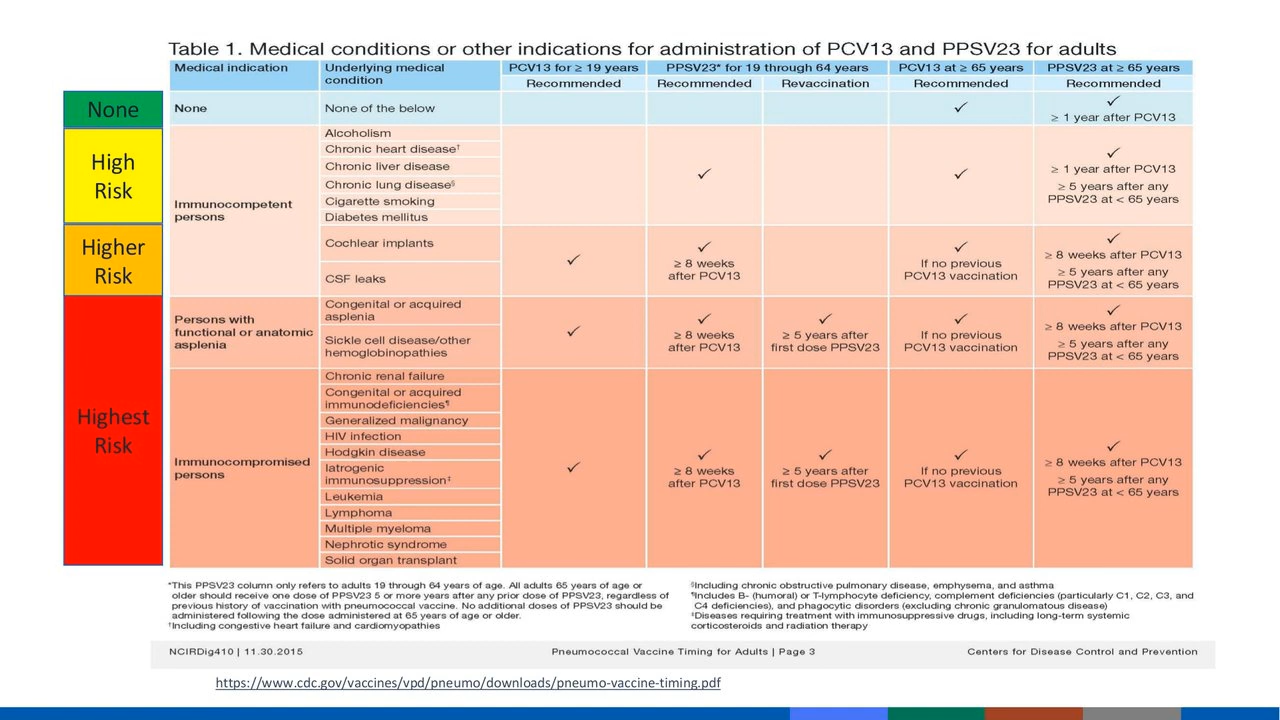 Table 1. Medical conditions or other indications for administration of PCV13 and PPSV23 for adults
Medical indication
Underlying medical
condition
PCV13 for ≥ 19 years
PPSV23* for 19 through 64 years
PCV13 at ≥ 65 years
PPSV23 at ≥ 65 years
Recommended
Recommended
Revaccination
Recommended
Recommended
None
None
None of the below
✓
✓
≥ 1 year after PCV13
High
Risk
Immunocompetent
persons
Alcoholism
Chronic heart disease†
Chronic liver disease
Chronic lung disease§
Cigarette smoking
Diabetes mellitus
✓
✓
✓
≥ 1 year after PCV13
≥ 5 years after any
PPSV23 at < 65 years
Higher
Risk
Cochlear implants
CSF leaks
✓
✓
≥ 8 weeks
after PCV13
✓
If no previous
PCV13 vaccination
✓
≥ 8 weeks after PCV13
≥ 5 years after any
PPSV23 at < 65 years
Highest
Risk
Persons with
functional or anatomic
asplenia
Congenital or acquired
asplenia
Sickle cell disease/other
hemoglobinopathies
✓
✓
≥ 8 weeks
after PCV13
✓
≥ 5 years after
first dose PPSV23
✓
If no previous
PCV13 vaccination
✓
≥ 8 weeks after PCV13
≥ 5 years after any
PPSV23 at < 65 years
Immunocompromised
persons
Chronic renal failure
Congenital or acquired
immunodeficiencies¶
Generalized malignancy
HIV infection
Hodgkin disease
Iatrogenic
immunosuppression‡
Leukemia
Lymphoma
Multiple myeloma
Nephrotic syndrome
Solid organ transplant
✓
✓
≥ 8 weeks
after PCV13
✓
≥ 5 years after
first dose PPSV23
✓
If no previous
PCV13 vaccination
✓
≥ 8 weeks after PCV13
≥ 5 years after any
PPSV23 at < 65 years
*This PPSV23 column only refers to adults 19 through 64 years of age. All adults 65 years of age or
older should receive one dose of PPSV23 5 or more years after any prior dose of PPSV23, regardless of
previous history of vaccination with pneumococcal vaccine. No additional doses of PPSV23 should be
administered following the dose administered at 65 years of age or older.
†Including congestive heart failure and cardiomyopathies
§Including chronic obstructive pulmonary disease, emphysema, and asthma
¶Includes B- (humoral) or T-lymphocyte deficiency, complement deficiencies (particularly C1, C2, C3, and
C4 deficiencies), and phagocytic disorders (excluding chronic granulomatous disease)
‡Diseases requiring treatment with immunosuppressive drugs, including long-term systemic
corticosteroids and radiation therapy
NCIRDig410 | 11.30.2015
Pneumococcal Vaccine Timing for Adults | Page 3
Centers for Disease Control and Prevention
https://www.cdc.gov/vaccines/vpd/pneumo/downloads/pneumo-vaccine-timing.pdf